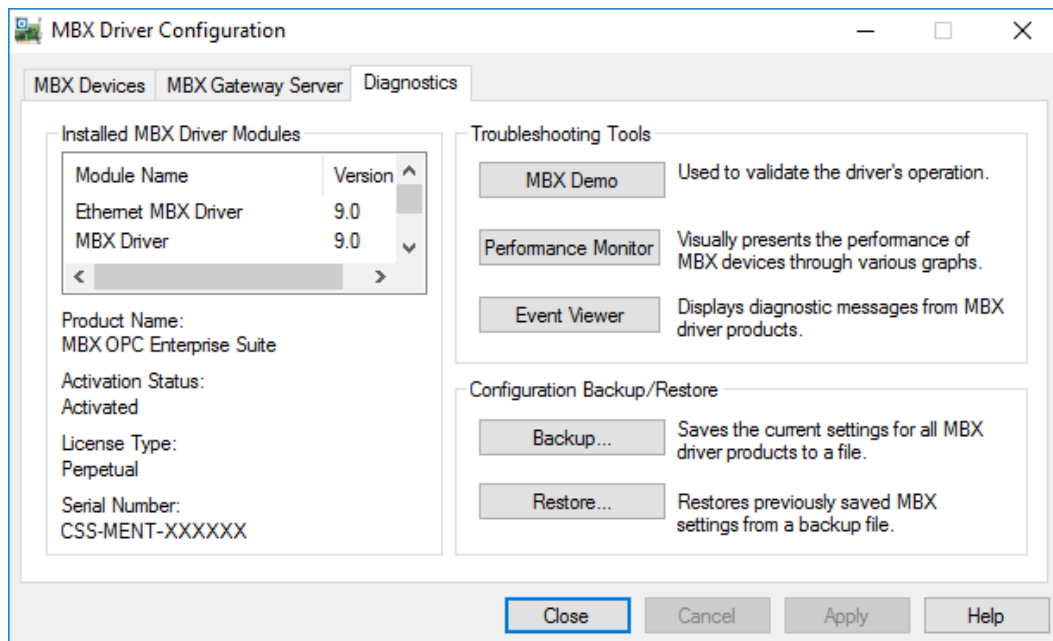 MBX Driver Configuration
MBX Devices
MBX Gateway Server
Diagnostics
Installed MBX Driver Modules
Module Name Version
Ethernet MBX Driver 9.0
MBX Driver 9.0
Product Name:
MBX OPC Enterprise Suite
Activation Status:
Activated
License Type:
Perpetual
Serial Number:
CSS-MENT-XXXXXX
Troubleshooting Tools
MBX Demo
Used to validate the driver's operation.
Performance Monitor
Visually presents the performance of
MBX devices through various graphs.
Event Viewer
Displays diagnostic messages from MBX
driver products.
Configuration Backup/Restore
Backup...
Saves the current settings for all MBX
driver products to a file.
Restore...
Restores previously saved MBX
settings from a backup file.
Close
Cancel
Apply
Help